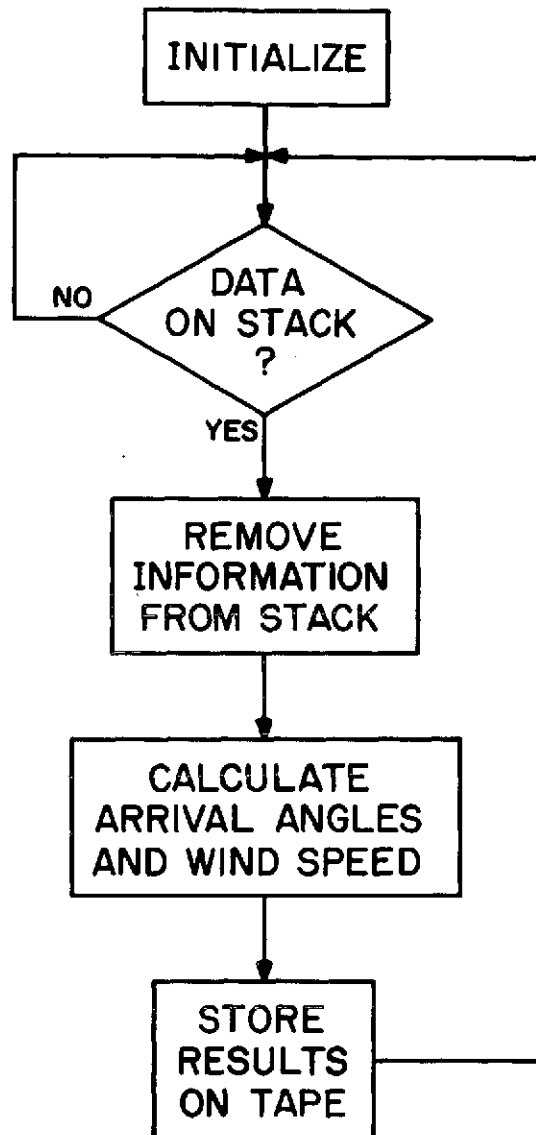 INITIALIZE
DATA
ON STACK
?
NO
YES
REMOVE
INFORMATION
FROM STACK
CALCULATE
ARRIVAL ANGLES
AND WIND SPEED
STORE
RESULTS
ON TAPE